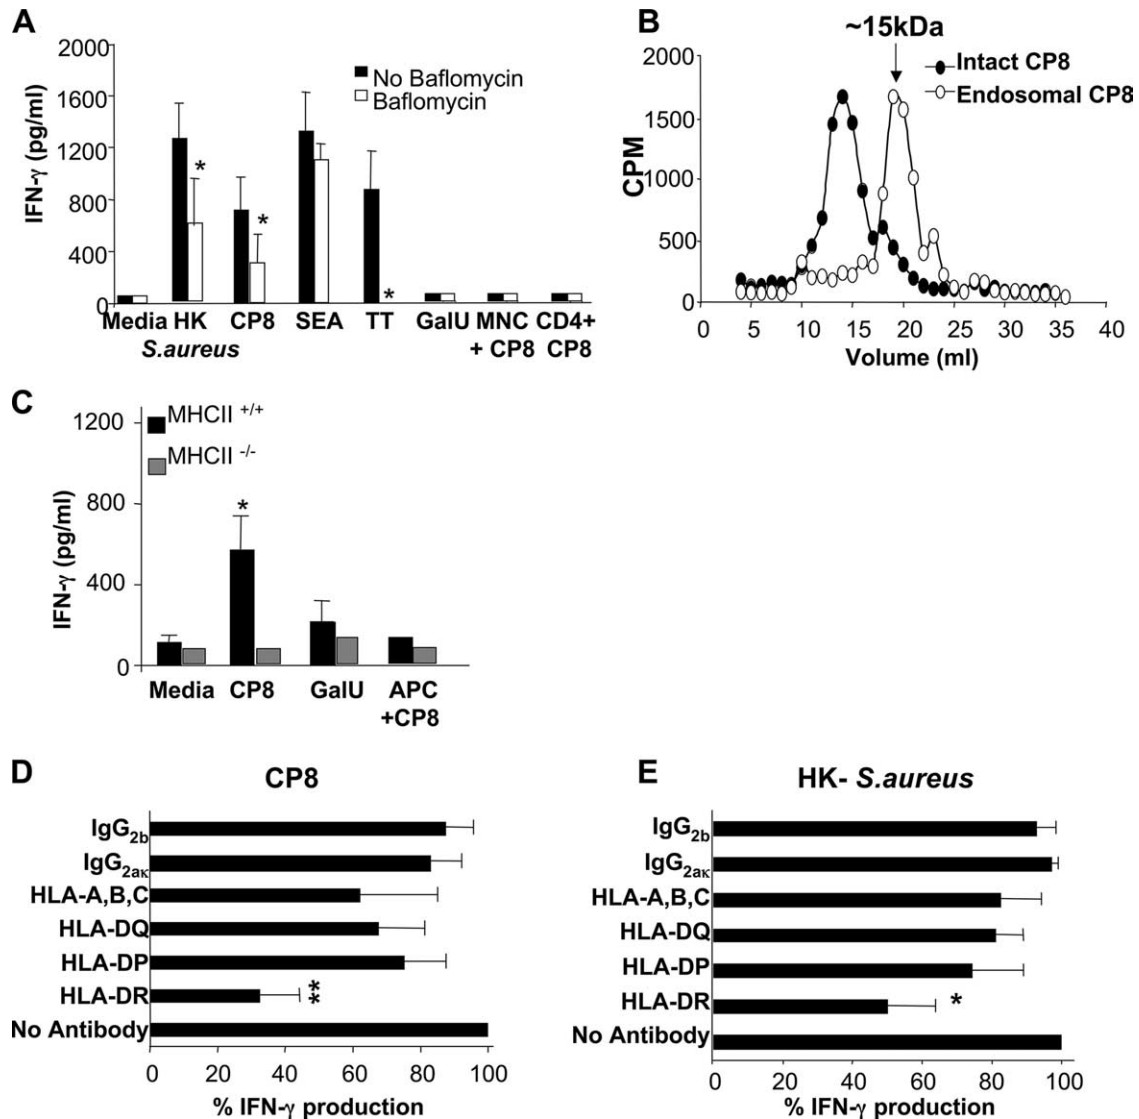 A
IFN-γ (pg/ml)
2000
1600
1200
800
400
0
No Baflomycin
Baflomycin
*
*
*
Media HK CP8 SEA TT GalU MNC CD4+
S.aureus + CP8 CP8
B
~15kDa
Intact CP8
Endosomal CP8
CPM
2000
1500
1000
500
0
0 5 10 15 20 25 30 35 40
Volume (ml)
C
MHCII +/+
MHCII -/-
IFN-γ (pg/ml)
1200
800
400
0
*
Media CP8 GalU APC
+CP8
D
CP8
IgG2b
IgG2aκ
HLA-A,B,C
HLA-DQ
HLA-DP
HLA-DR
**
No Antibody
0 20 40 60 80 100
% IFN-γ production
E
HK- S.aureus
IgG2b
IgG2aκ
HLA-A,B,C
HLA-DQ
HLA-DP
HLA-DR
*
No Antibody
0 20 40 60 80 100
% IFN-γ production